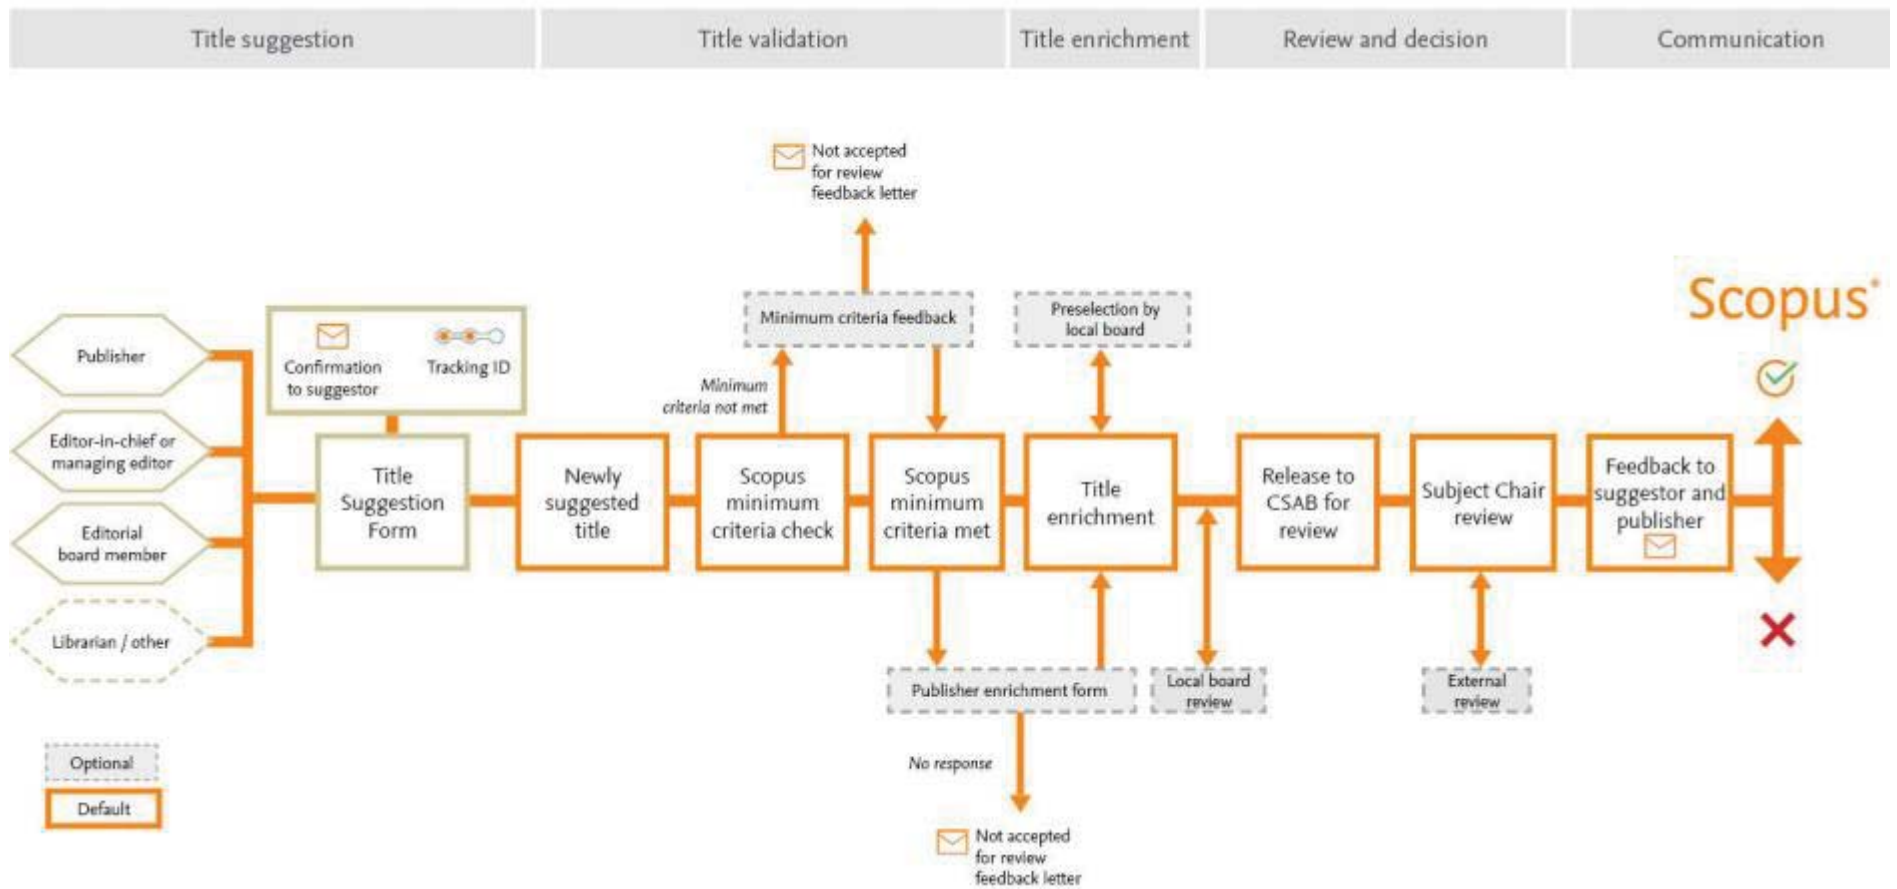 Title suggestion
Title validation
Title enrichment
Review and decision
Communication
Not accepted
for review
feedback letter
Minimum criteria feedback
Preselection by
local board
Scopus®
Publisher
Confirmation
to suggestor
Tracking ID
Minimum
criteria not met
Editor-in-chief or
managing editor
Title
Suggestion
Form
Newly
suggested
title
Scopus
minimum
criteria check
Scopus
minimum
criteria met
Title
enrichment
Release to
CSAB for
review
Subject Chair
review
Feedback to
suggestor and
publisher
Editorial
board member
Librarian / other
Publisher enrichment form
Local board
review
External
review
No response
Optional
Default
Not accepted
for review
feedback letter